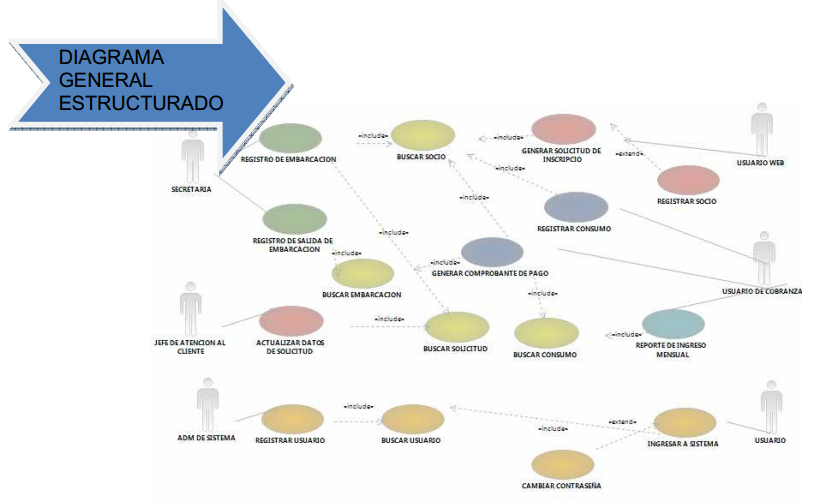 DIAGRAMA
GENERAL
ESTRUCTURADO
SECRETARIA
REGISTRO DE EMBARCACION
«include»
BUSCAR SOCIO
«include»
GENERAR SOLICITUD DE
INSCRIPCIO
«extend»
USUARIO WEB
REGISTRAR SOCIO
«include»
«include»
REGISTRAR CONSUMO
REGISTRO DE SALIDA DE
EMBARCACION
«include»
«include»
BUSCAR EMBARCACION
«include»
GENERAR COMPROBANTE DE PAGO
«include»
USUARIO DE COBRANZA
JEFE DE ATENCION AL
CLIENTE
ACTUALIZAR DATOS
DE SOLICITUD
«include»
BUSCAR SOLICITUD
BUSCAR CONSUMO
«include»
REPORTE DE INGRESO
MENSUAL
ADM DE SISTEMA
REGISTRAR USUARIO
«include»
BUSCAR USUARIO
«include»
«extend»
INGRESAR A SISTEMA
USUARIO
CAMBIAR CONTRASEÑA